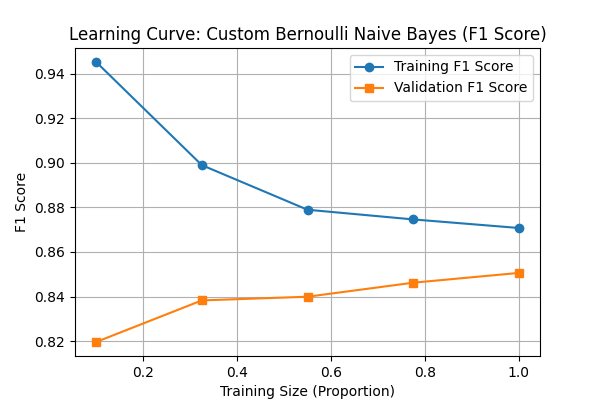 Learning Curve: Custom Bernoulli Naive Bayes (F1 Score)
Training F1 Score
Validation F1 Score
F1 Score
0.94
0.92
0.90
0.88
0.86
0.84
0.82
0.2 0.4 0.6 0.8 1.0
Training Size (Proportion)